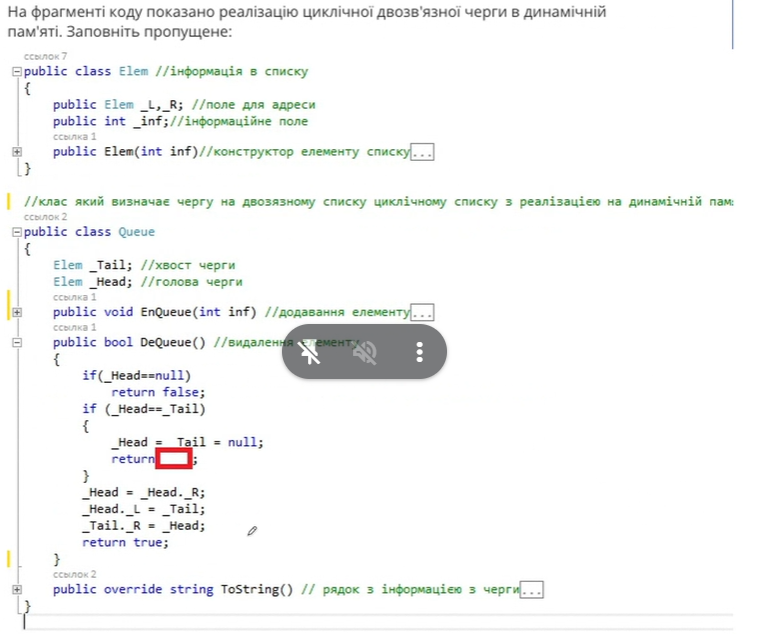 На фрагменті коду показано реалізацію циклічної двозв'язної черги в динамічній
пам'яті. Заповніть пропущене:
ссылок 7
public class Elem //інформація в списку
{
public Elem _L,_R; //поле для адреси
public int _inf;//інформаційне поле
ссылка 1
public Elem(int inf)//конструктор елементу списку...
}
//клас який визначає чергу на двозязному списку циклічному списку з реалізацією на динамічній
ссылок 2
public class Queue
{
Elem _Tail; //хвост черги
Elem _Head; //голова черги
ссылка 1
public void EnQueue(int inf) //додавання елементу...
ссылка 1
public bool DeQueue() //видалення елементу
{
if(_Head==null)
return false;
if (_Head==_Tail)
{
_Head = _Tail = null;
return ;
}
_Head = _Head._R;
_Head._L = _Tail;
_Tail._R = _Head;
return true;
}
ссылок 2
public override string ToString() // рядок з інформацією з черги...
}